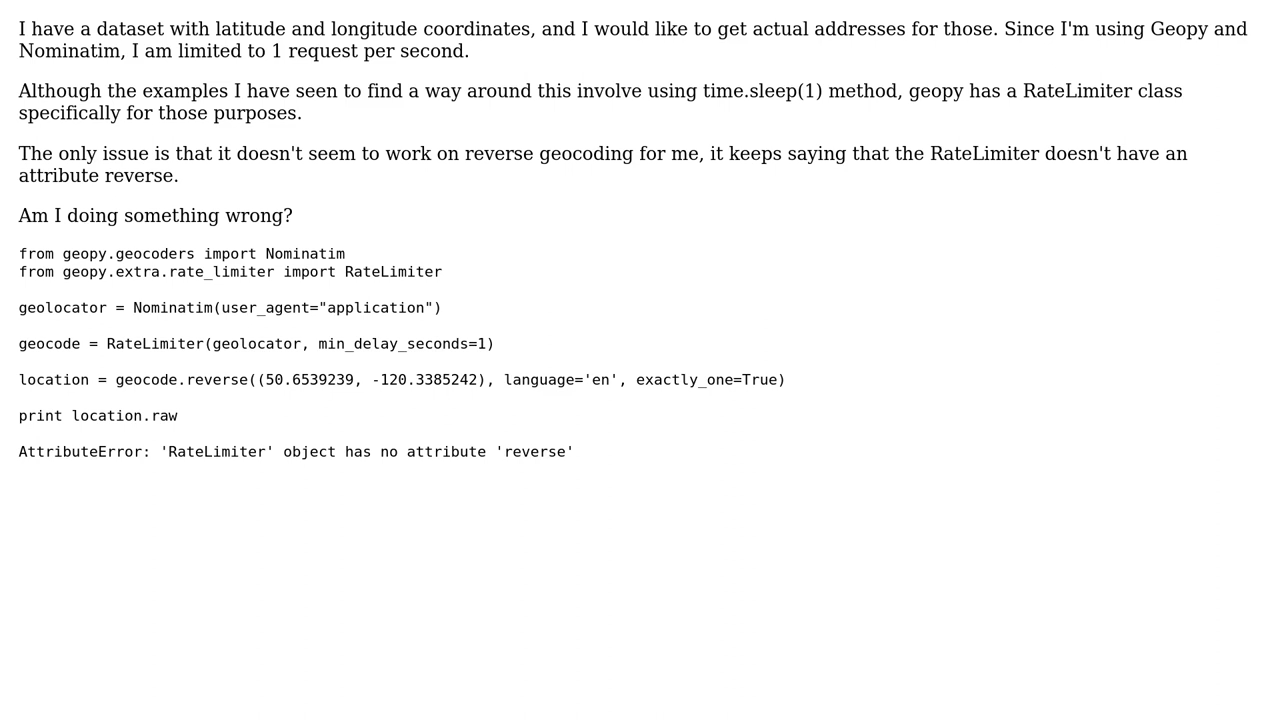 I have a dataset with latitude and longitude coordinates, and I would like to get actual addresses for those. Since I'm using Geopy and
Nominatim, I am limited to 1 request per second.
Although the examples I have seen to find a way around this involve using time.sleep(1) method, geopy has a RateLimiter class
specifically for those purposes.
The only issue is that it doesn't seem to work on reverse geocoding for me, it keeps saying that the RateLimiter doesn't have an
attribute reverse.
Am I doing something wrong?
from geopy.geocoders import Nominatim
from geopy.extra.rate_limiter import RateLimiter
geolocator = Nominatim(user_agent="application")
geocode = RateLimiter(geolocator, min_delay_seconds=1)
location = geocode.reverse((50.6539239, -120.3385242), language='en', exactly_one=True)
print location.raw
AttributeError: 'RateLimiter' object has no attribute 'reverse'